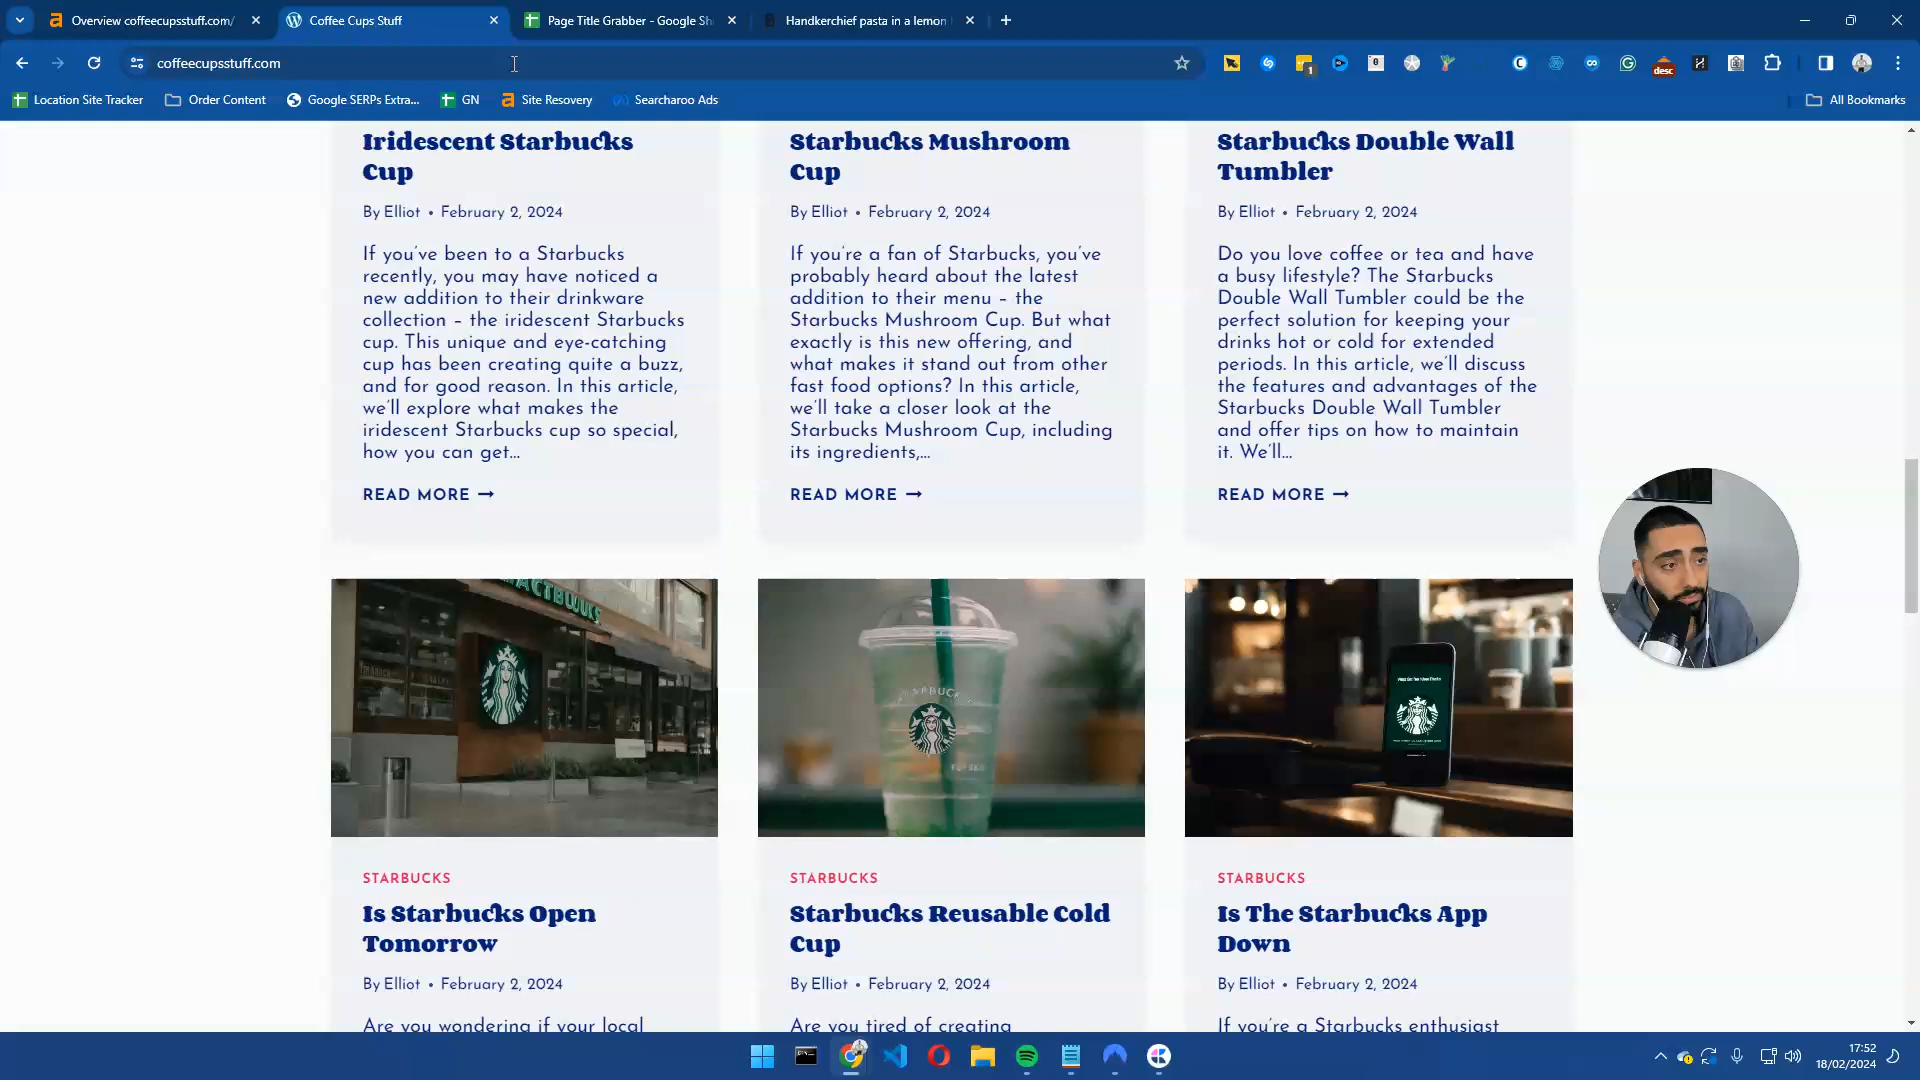 Overview coffeecupsstuff.com/
Coffee Cups Stuff
Page Title Grabber - Google Sh
Handkerchief pasta in a lemon
coffeecupsstuff.com
1
desc
Location Site Tracker
Order Content
Google SERPs Extra...
GN
Site Recovery
Searcharoo Ads
All Bookmarks
Iridescent Starbucks
Cup
By Elliot • February 2, 2024
If you've been to a Starbucks
recently, you may have noticed a
new addition to their drinkware
collection – the iridescent Starbucks
cup. This unique and eye-catching
cup has been creating quite a buzz,
and for good reason. In this article,
we'll explore what makes the
iridescent Starbucks cup so special,
how you can get...
READ MORE →
Starbucks Mushroom
Cup
By Elliot • February 2, 2024
If you're a fan of Starbucks, you've
probably heard about the latest
addition to their menu – the
Starbucks Mushroom Cup. But what
exactly is this new offering, and
what makes it stand out from other
fast food options? In this article,
we'll take a closer look at the
Starbucks Mushroom Cup, including
its ingredients,...
READ MORE →
Starbucks Double Wall
Tumbler
By Elliot • February 2, 2024
Do you love coffee or tea and have
a busy lifestyle? The Starbucks
Double Wall Tumbler could be the
perfect solution for keeping your
drinks hot or cold for extended
periods. In this article, we'll discuss
the features and advantages of the
Starbucks Double Wall Tumbler
and offer tips on how to maintain
it. We'll...
READ MORE →
STARBUCKS
Is Starbucks Open
Tomorrow
By Elliot • February 2, 2024
Are you wondering if your local
STARBUCKS
Starbucks Reusable Cold
Cup
By Elliot • February 2, 2024
Are you tired of creating
STARBUCKS
Is The Starbucks App
Down
By Elliot • February 2, 2024
If you're a Starbucks enthusiast
17:52
18/02/2024